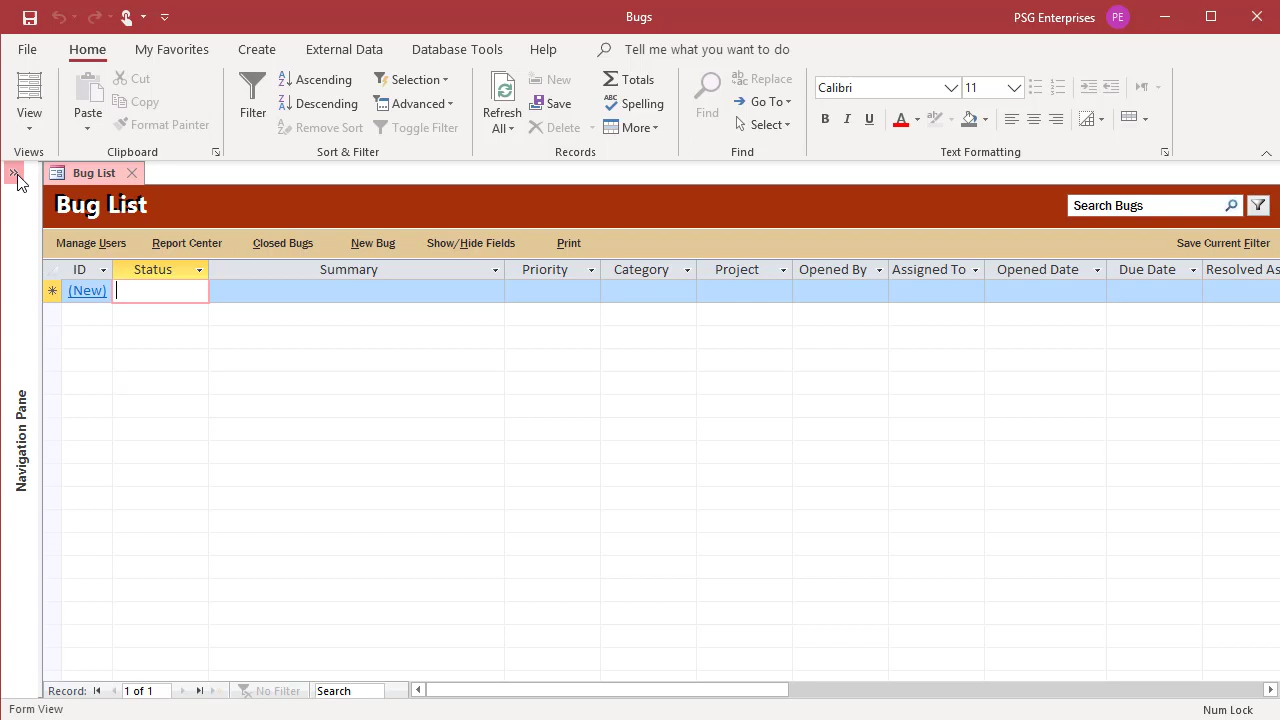 Bugs
PSG Enterprises PE
File Home My Favorites Create External Data Database Tools Help Tell me what you want to do
View
Views
Paste
Cut
Copy
Format Painter
Clipboard
Filter
Ascending
Descending
Remove Sort
Selection
Advanced
Toggle Filter
Sort & Filter
Refresh
All
New
Save
Delete
Totals
Spelling
More
Records
Find
Replace
Go To
Select
Find
Calibri 11
B I U A
Text Formatting
Bug List
Bug List
Search Bugs
Manage Users Report Center Closed Bugs New Bug Show/Hide Fields Print Save Current Filter
ID Status Summary Priority Category Project Opened By Assigned To Opened Date Due Date Resolved As
(New)
Navigation Pane
Record: 1 of 1 No Filter Search
Form View Num Lock